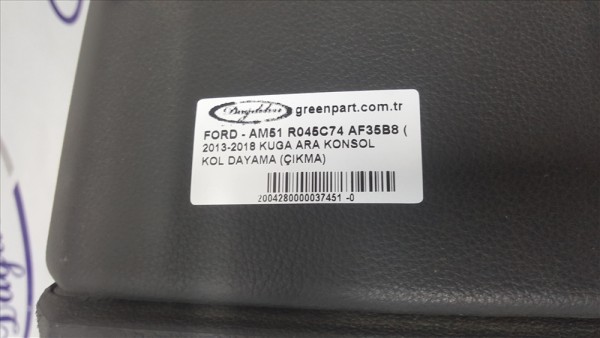 greenpart.com.tr
FORD - AM51 R045C74 AF35B8 (
2013-2018 KUGA ARA KONSOL
KOL DAYAMA (ÇIKMA)
2004280000037451 -0